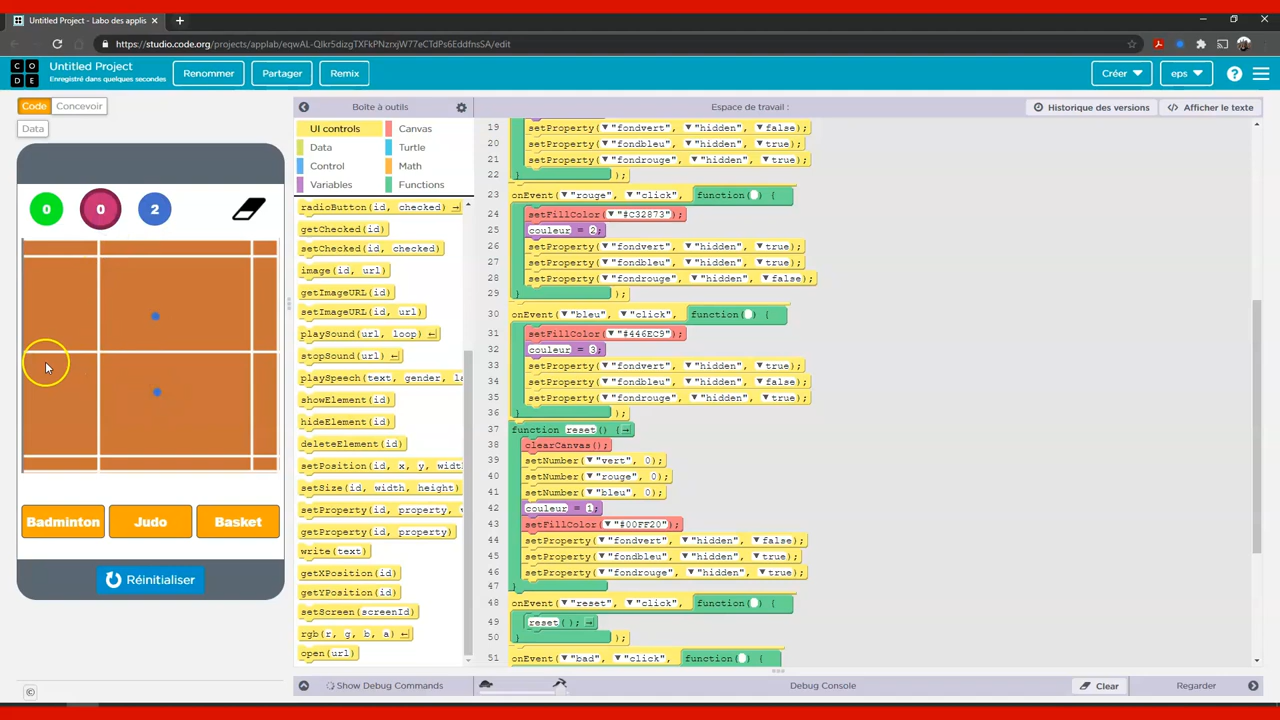 Untitled Project - Labo des applis
https://studio.code.org/projects/applab/eqwAL-QIkr5dizgTXFkPNzrxjW77eCTdPs6EddfnsSA/edit
C O
D E
Untitled Project
Enregistré dans quelques secondes
Renommer
Partager
Remix
Créer
eps
Code
Concevoir
Data
Boîte à outils
Espace de travail :
Historique des versions
Afficher le texte
UI controls
Canvas
Data
Turtle
Control
Math
Variables
Functions
0
0
2
Badminton
Judo
Basket
Réinitialiser
radioButton(id, checked)
getChecked(id)
setChecked(id, checked)
image(id, url)
getImageURL(id)
setImageURL(id, url)
playSound(url, loop)
stopSound(url)
playSpeech(text, gender, la
showElement(id)
hideElement(id)
deleteElement(id)
setPosition(id, x, y, width
setSize(id, width, height)
setProperty(id, property, v
getProperty(id, property)
write(text)
getXPosition(id)
getYPosition(id)
setScreen(screenId)
rgb(r, g, b, a)
open(url)
19 setProperty("fondvert", "hidden", false);
20 setProperty("fondbleu", "hidden", true);
21 setProperty("fondrouge", "hidden", true);
22 } );
23 onEvent("rouge", "click", function() {
24 setFillColor("#C32873");
25 couleur = 2;
26 setProperty("fondvert", "hidden", true);
27 setProperty("fondbleu", "hidden", true);
28 setProperty("fondrouge", "hidden", false);
29 } );
30 onEvent("bleu", "click", function() {
31 setFillColor("#446EC9");
32 couleur = 3;
33 setProperty("fondvert", "hidden", true);
34 setProperty("fondbleu", "hidden", false);
35 setProperty("fondrouge", "hidden", true);
36 } );
37 function reset() {
38 clearCanvas();
39 setNumber("vert", 0);
40 setNumber("rouge", 0);
41 setNumber("bleu", 0);
42 couleur = 1;
43 setFillColor("#00FF20");
44 setProperty("fondvert", "hidden", false);
45 setProperty("fondbleu", "hidden", true);
46 setProperty("fondrouge", "hidden", true);
47 }
48 onEvent("reset", "click", function() {
49 reset();
50 } );
51 onEvent("bad", "click", function() {
©
Show Debug Commands
Debug Console
Clear
Regarder